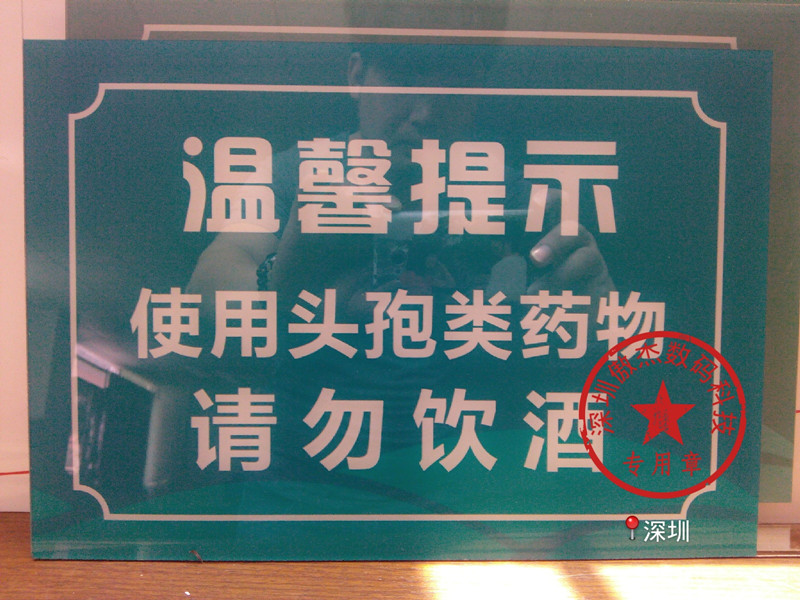 温馨提示
使用头孢类药物
请勿饮酒
深圳傲杰数码科技
专用章
深圳